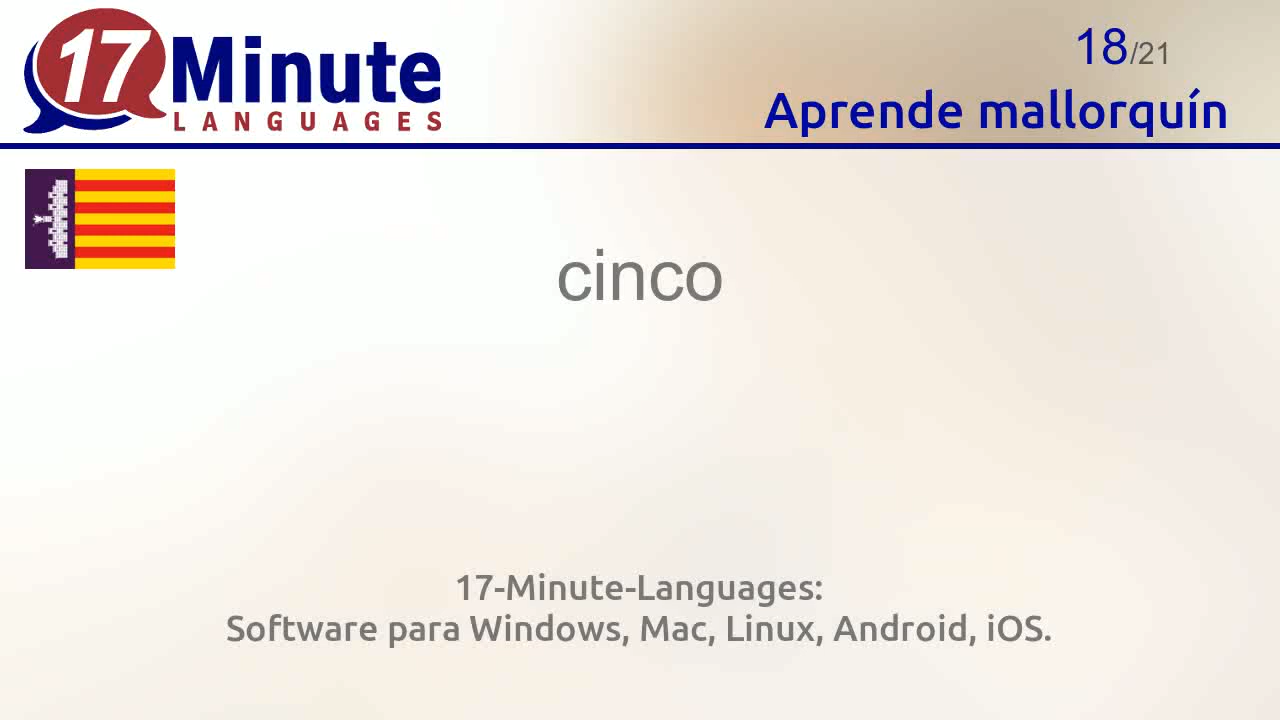 17 Minute
LANGUAGES
18/21
Aprende mallorquín
cinco
17-Minute-Languages:
Software para Windows, Mac, Linux, Android, iOS.